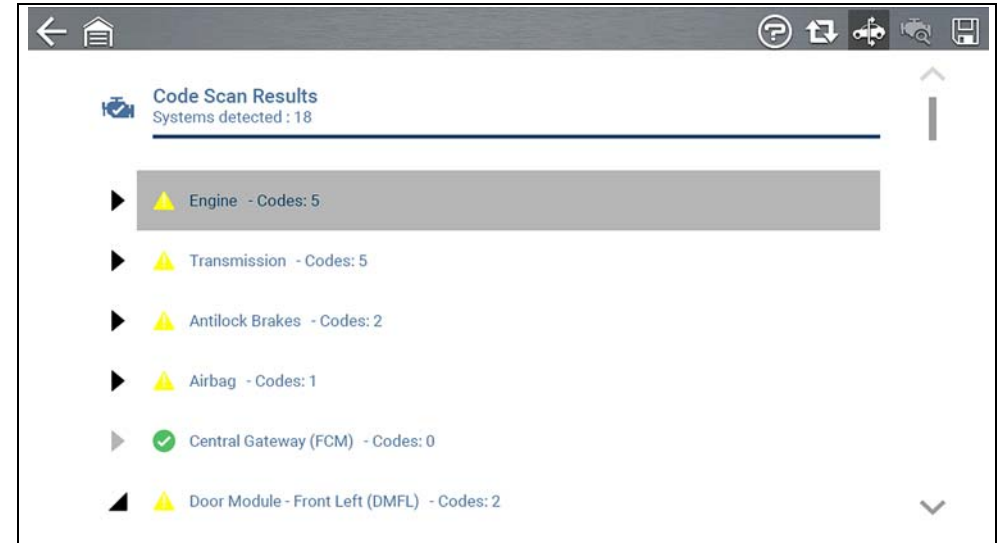 Code Scan Results
Systems detected : 18
Engine - Codes: 5
Transmission - Codes: 5
Antilock Brakes - Codes: 2
Airbag - Codes: 1
Central Gateway (FCM) - Codes: 0
Door Module - Front Left (DMFL) - Codes: 2